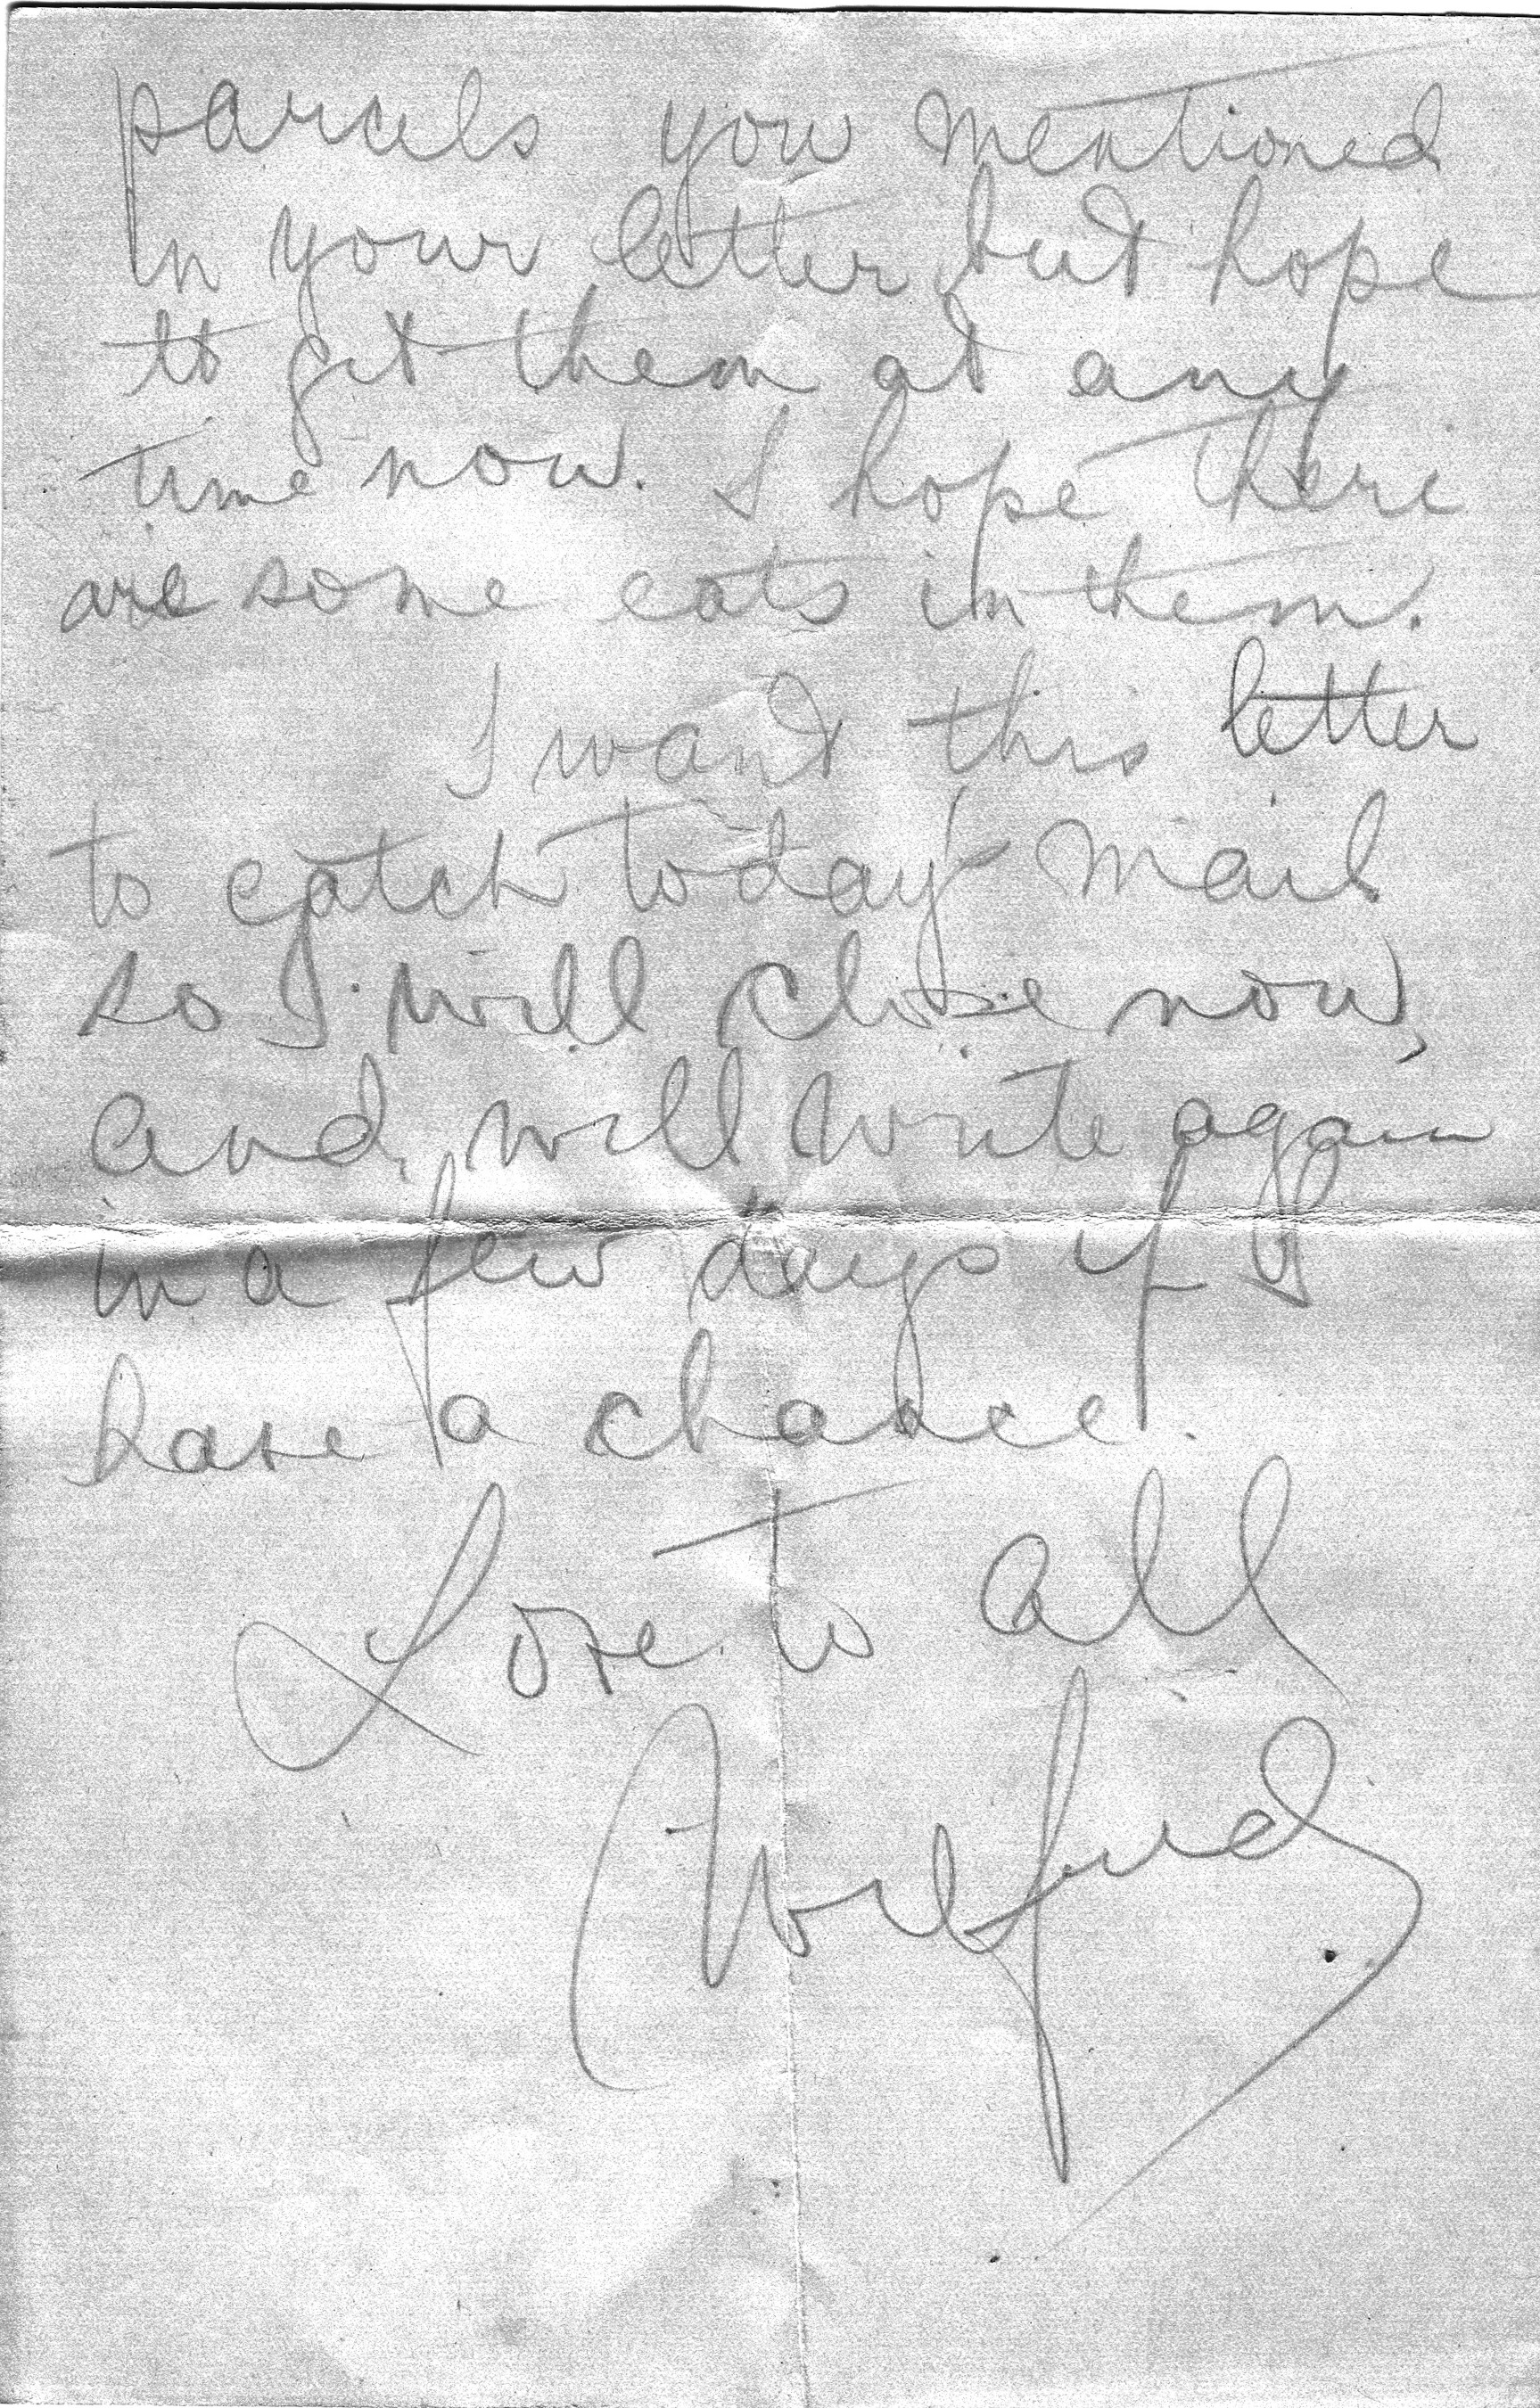 parcels you mentioned
in your letter but hope
to get them at any
time now. I hope there
are some eats in them.
I want this letter
to catch today's mail
so I will close now,
and will write again
in a few days if I
have a chance.
Love to all
Wilfrid